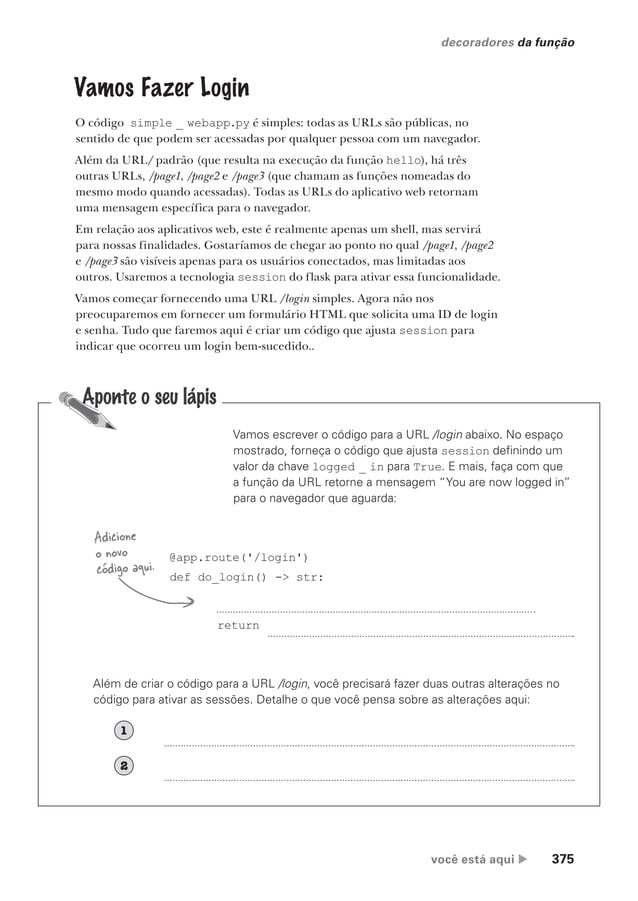 decoradores da função
Vamos Fazer Login
O código simple _ webapp.py é simples: todas as URLs são públicas, no
sentido de que podem ser acessadas por qualquer pessoa com um navegador.
Além da URL/ padrão (que resulta na execução da função hello), há três
outras URLs, /page1, /page2 e /page3 (que chamam as funções nomeadas do
mesmo modo quando acessadas). Todas as URLs do aplicativo web retornam
uma mensagem específica para o navegador.
Em relação aos aplicativos web, este é realmente apenas um shell, mas servirá
para nossas finalidades. Gostaríamos de chegar ao ponto no qual /page1, /page2
e /page3 são visíveis apenas para os usuários conectados, mas limitadas aos
outros. Usaremos a tecnologia session do flask para ativar essa funcionalidade.
Vamos começar fornecendo uma URL /login simples. Agora não nos
preocuparemos em fornecer um formulário HTML que solicita uma ID de login
e senha. Tudo que faremos aqui é criar um código que ajusta session para
indicar que ocorreu um login bem-sucedido..
Aponte o seu lápis
Vamos escrever o código para a URL /login abaixo. No espaço
mostrado, forneça o código que ajusta session definindo um
valor da chave logged _ in para True. E mais, faça com que
a função da URL retorne a mensagem “You are now logged in”
para o navegador que aguarda:
Adicione
o novo
código aqui.
@app.route('/login')
def do_login() -> str:
return
Além de criar o código para a URL /login, você precisará fazer duas outras alterações no
código para ativar as sessões. Detalhe o que você pensa sobre as alterações aqui:
1
2
você está aqui ▶ 375